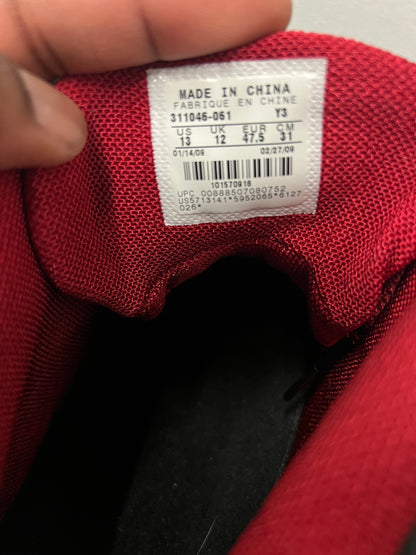 MADE IN CHINA
FABRIQUE EN CHINE
311046-061 Y3
US UK EUR CM
13 12 47.5 31
01/14/09 02/27/09
101570916
UPC 00888507080752
US5713141*5952065*6127
026*